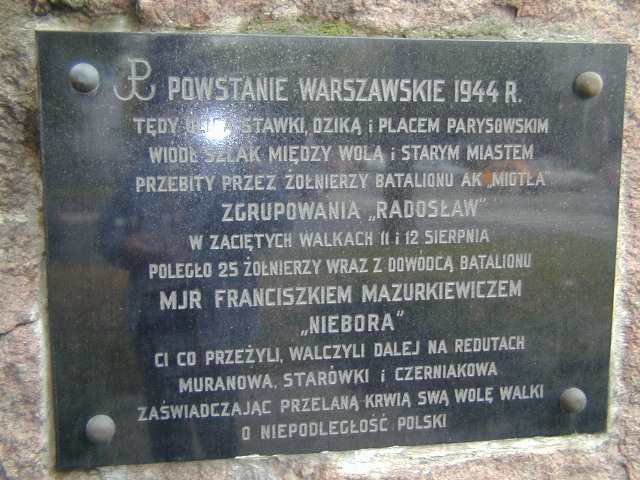 POWSTANIE WARSZAWSKIE 1944 R.
TĘDY STAWKI, DZIKĄ i PLACEM PARYSOWSKIM
WIÓDŁ SZLAK MIĘDZY WOLĄ i STARYM MIASTEM
PRZEBITY PRZEZ ŻOŁNIERZY BATALIONU AK „MIOTŁA"
ZGRUPOWANIA „RADOSŁAW"
W ZACIĘTYCH WALKACH 11 i 12 SIERPNIA
POLEGŁO 25 ŻOŁNIERZY WRAZ Z DOWÓDCĄ BATALIONU
MJR FRANCISZKIEM MAZURKIEWICZEM
„NIEBORA"
CI CO PRZEŻYLI, WALCZYLI DALEJ NA REDUTACH
MURANOWA, STARÓWKI i CZERNIAKOWA
ZAŚWIADCZAJĄC PRZELANĄ KRWIĄ SWĄ WOLĘ WALKI
O NIEPODLEGŁOŚĆ POLSKI